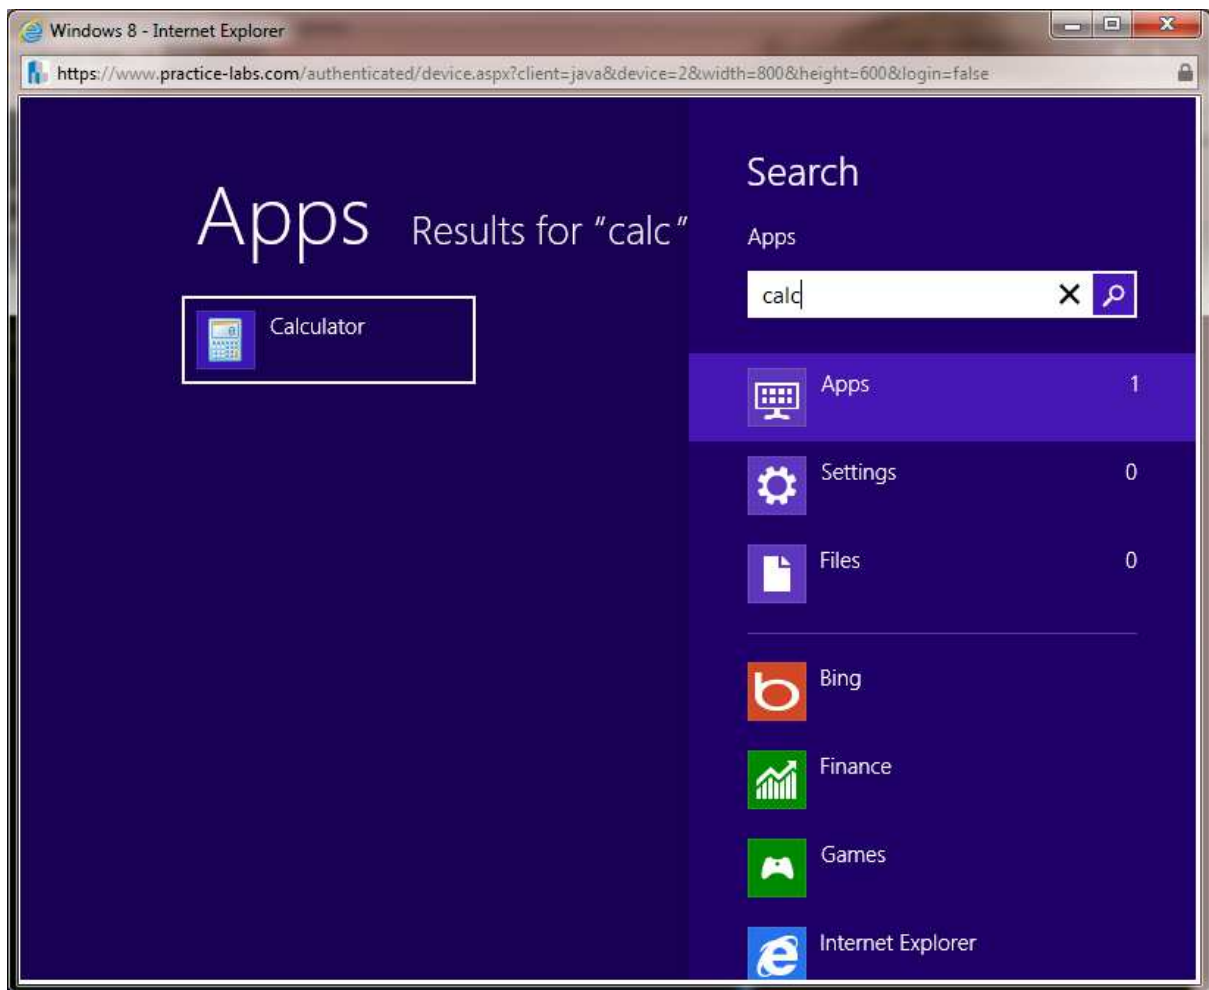 Windows 8 - Internet Explorer
https://www.practice-labs.com/authenticated/device.aspx?client=java&device=2&width=800&height=600&login=false
Apps Results for "calc"
Calculator
Search
Apps
calc
Apps 1
Settings 0
Files 0
Bing
Finance
Games
Internet Explorer